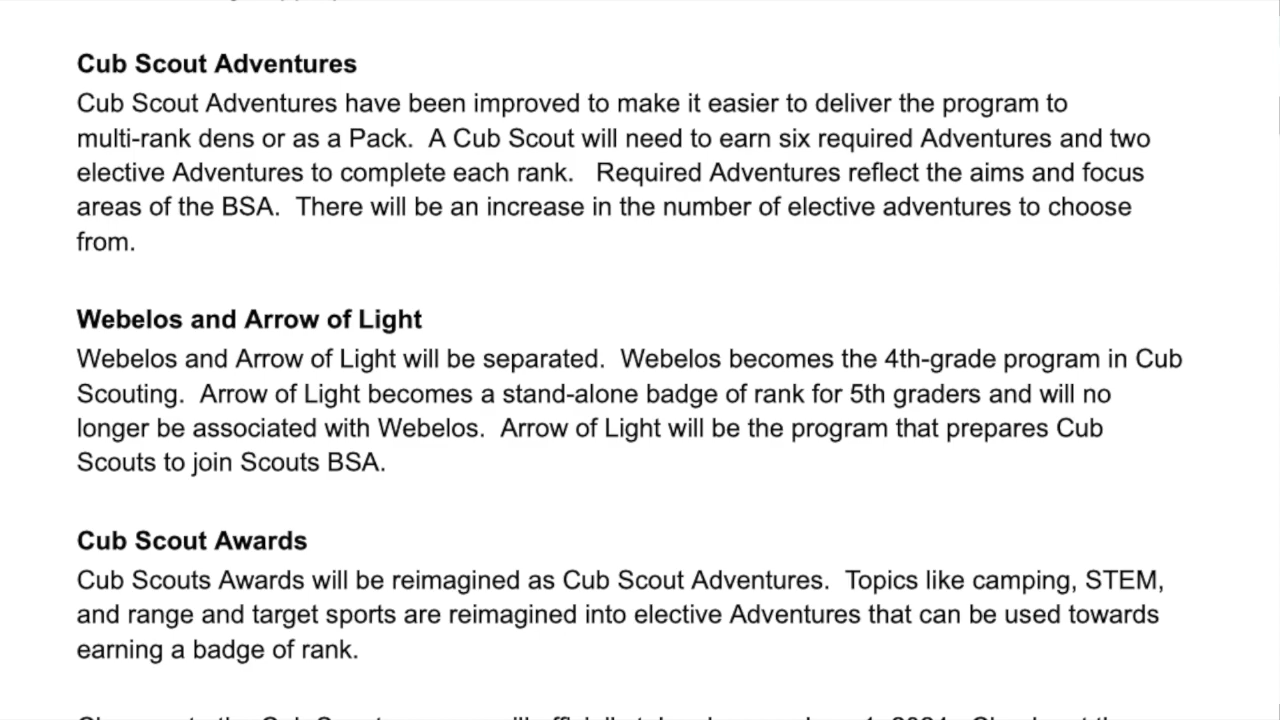 Cub Scout Adventures
Cub Scout Adventures have been improved to make it easier to deliver the program to
multi-rank dens or as a Pack.  A Cub Scout will need to earn six required Adventures and two
elective Adventures to complete each rank.   Required Adventures reflect the aims and focus
areas of the BSA.  There will be an increase in the number of elective adventures to choose
from.
Webelos and Arrow of Light
Webelos and Arrow of Light will be separated.  Webelos becomes the 4th-grade program in Cub
Scouting.  Arrow of Light becomes a stand-alone badge of rank for 5th graders and will no
longer be associated with Webelos.  Arrow of Light will be the program that prepares Cub
Scouts to join Scouts BSA.
Cub Scout Awards
Cub Scouts Awards will be reimagined as Cub Scout Adventures.  Topics like camping, STEM,
and range and target sports are reimagined into elective Adventures that can be used towards
earning a badge of rank.